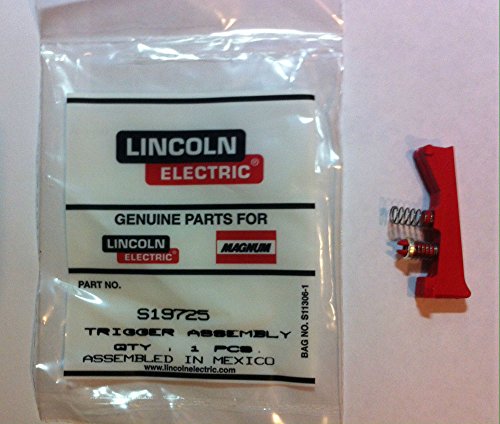 LINCOLN
ELECTRIC®
GENUINE PARTS FOR
LINCOLN
ELECTRIC®
MAGNUM
PART NO.
S19725
TRIGGER ASSEMBLY
QTY . 1 PCS.
ASSEMBLED IN MEXICO
www.lincolnelectric.com
BAG NO. S11306-1